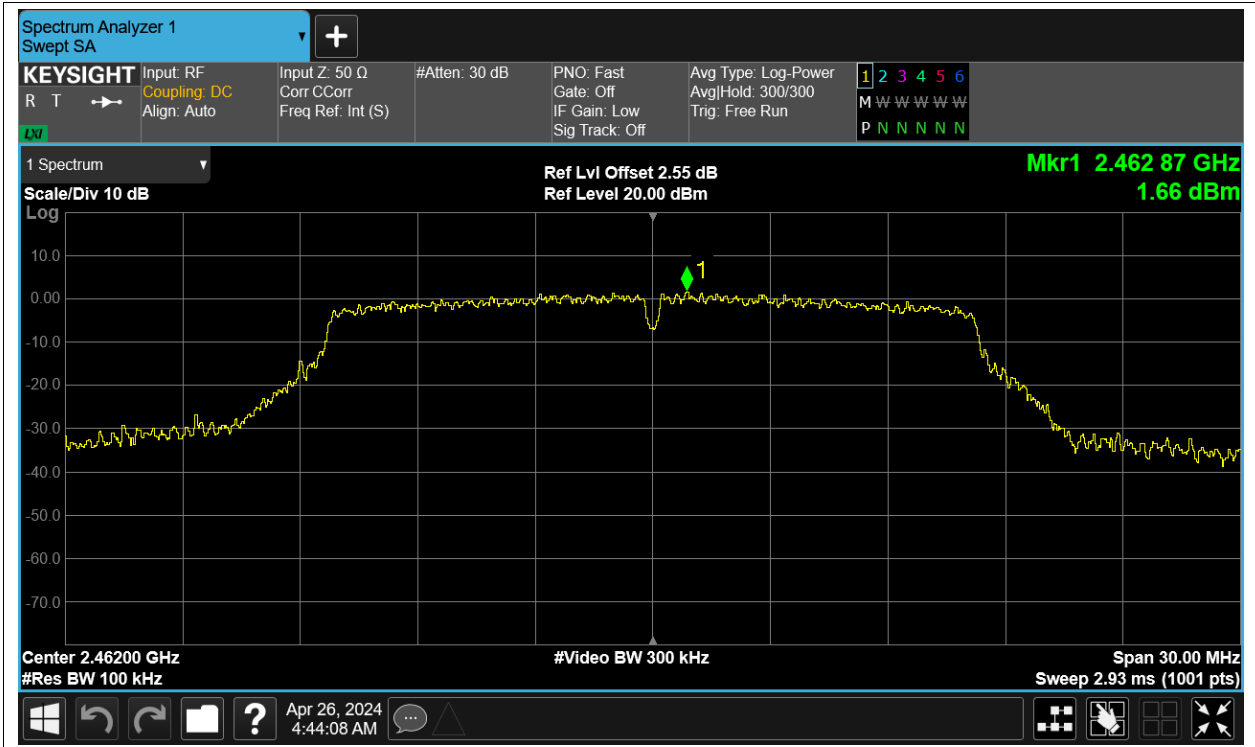 Spectrum Analyzer 1
Swept SA
KEYSIGHT
R T
LXI
Input: RF
Coupling: DC
Align: Auto
Input Z: 50 Ω
Corr CCorr
Freq Ref: Int (S)
#Atten: 30 dB
PNO: Fast
Gate: Off
IF Gain: Low
Sig Track: Off
Avg Type: Log-Power
Avg|Hold: 300/300
Trig: Free Run
1 2 3 4 5 6
M W W W W W
P N N N N N
1 Spectrum
Scale/Div 10 dB
Log
Ref Lvl Offset 2.55 dB
Ref Level 20.00 dBm
Mkr1 2.462 87 GHz
1.66 dBm
1
10.0
0.00
-10.0
-20.0
-30.0
-40.0
-50.0
-60.0
-70.0
Center 2.46200 GHz
#Res BW 100 kHz
#Video BW 300 kHz
Span 30.00 MHz
Sweep 2.93 ms (1001 pts)
?
Apr 26, 2024
4:44:08 AM